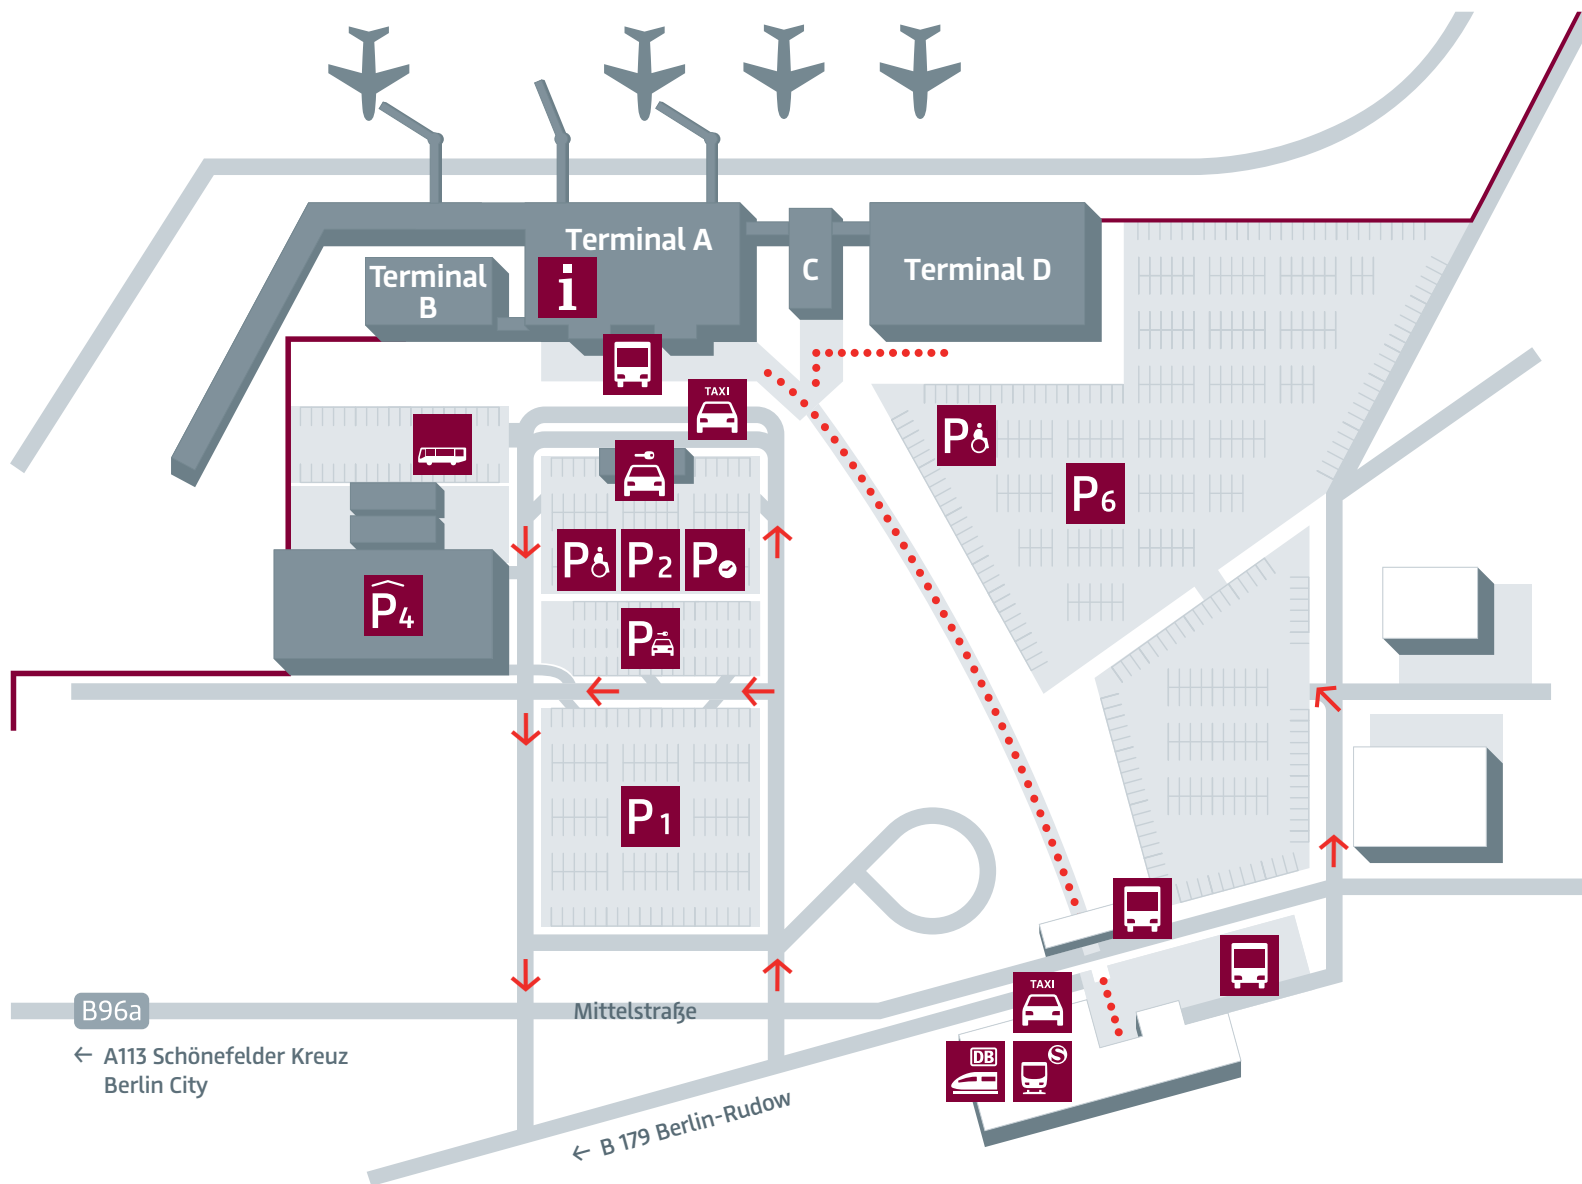 Terminal A
Terminal
B
i
C
Terminal D
TAXI
P
P6
P
P2
P
P4
P
P1
B96a
Mittelstraße
← A113 Schönefelder Kreuz
Berlin City
← B 179 Berlin-Rudow
TAXI
DB
S